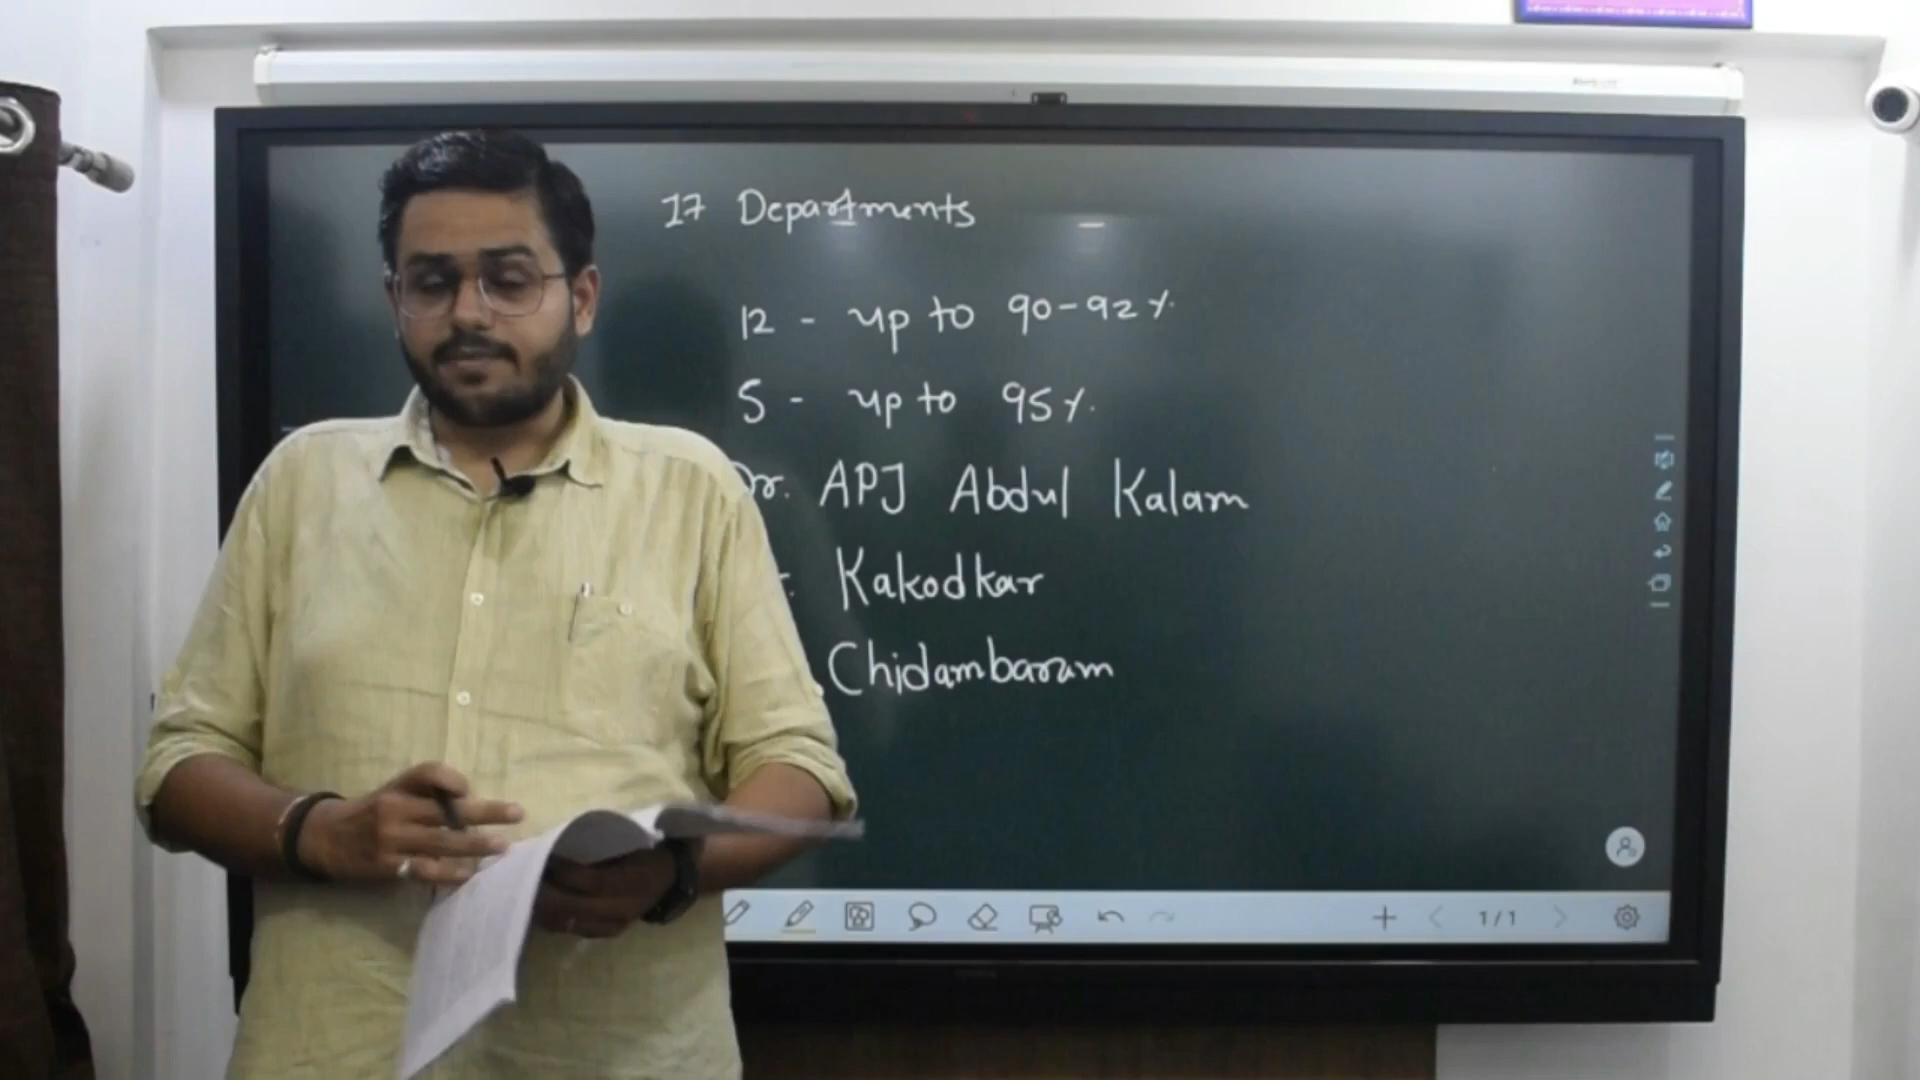 17 Departments
12 - up to 90-92%.
5 - up to 95%.
Dr. APJ Abdul Kalam
Kakodkar
Chidambaram
1/1